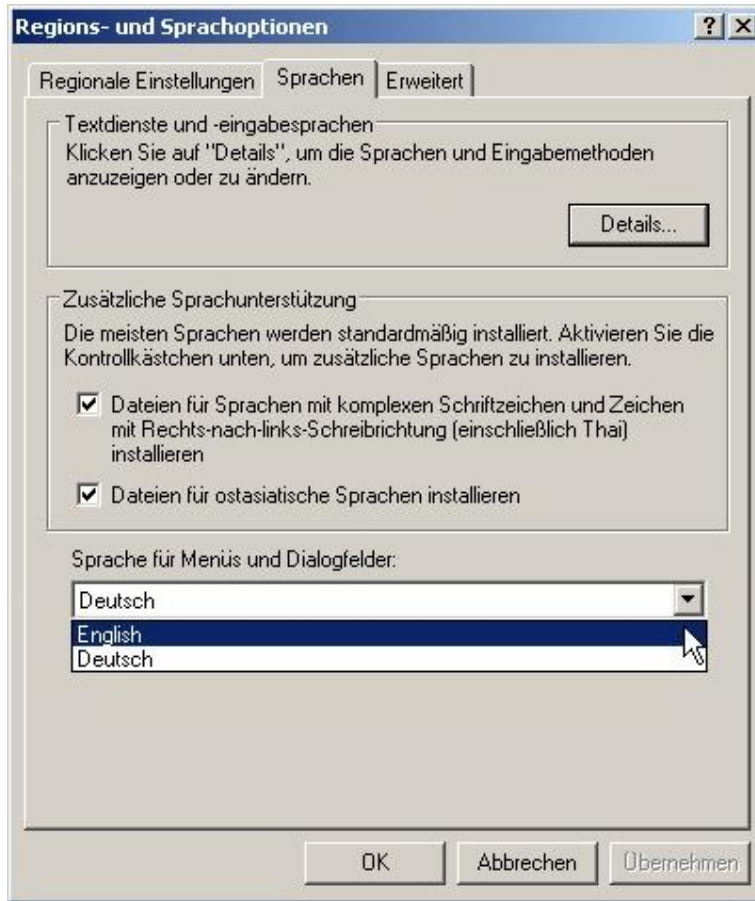 Regions- und Sprachoptionen
Regionale Einstellungen
Sprachen
Erweitert
Textdienste und -eingabesprachen
Klicken Sie auf "Details", um die Sprachen und Eingabemethoden
anzuzeigen oder zu ändern.
Details...
Zusätzliche Sprachunterstützung
Die meisten Sprachen werden standardmäßig installiert. Aktivieren Sie die
Kontrollkästchen unten, um zusätzliche Sprachen zu installieren.
Dateien für Sprachen mit komplexen Schriftzeichen und Zeichen
mit Rechts-nach-links-Schreibrichtung (einschließlich Thai)
installieren
Dateien für ostasiatische Sprachen installieren
Sprache für Menüs und Dialogfelder:
Deutsch
English
Deutsch
OK
Abbrechen
Übernehmen